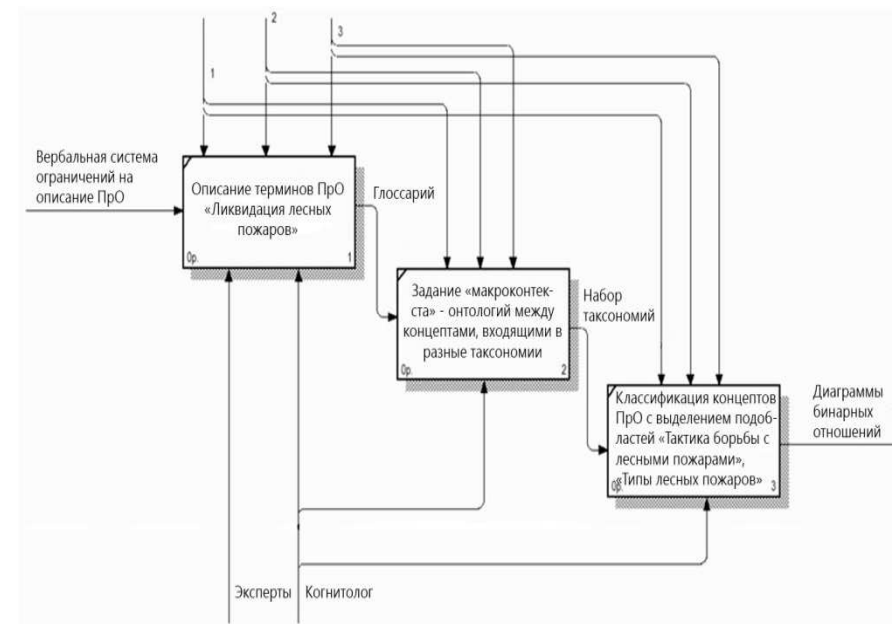 2
3
1
Вербальная система
ограничений на
описание ПрО
Описание терминов ПрО
«Ликвидация лесных
пожаров»
0р.
1
Глоссарий
Задание «макроконтек-
ста» - онтологий между
концептами, входящими в
разные таксономии
0р.
2
Набор
таксономий
Классификация концептов
ПрО с выделением подоб-
ластей «Тактика борьбы с
лесными пожарами»,
«Типы лесных пожаров»
0р.
3
Диаграммы
бинарных
отношений
Эксперты
Когнитолог